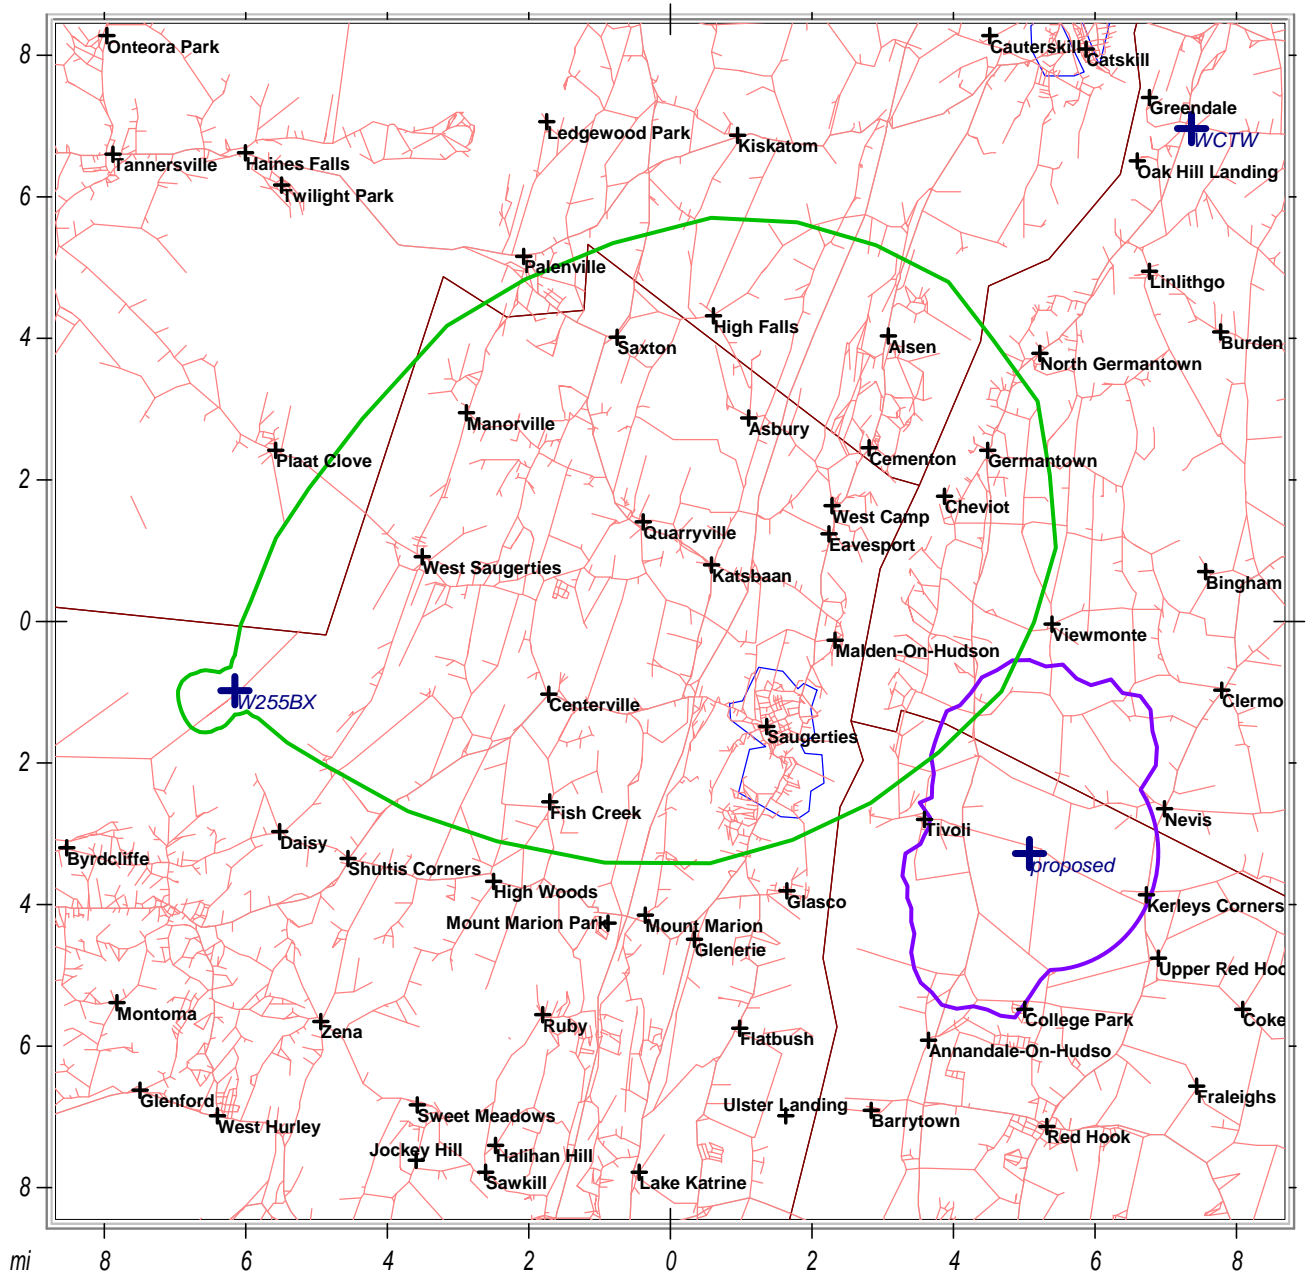 8
Onteora Park
Cauterskill
Catskill
Greendale
Ledgewood Park
Kiskatom
WCTW
Tannersville
Haines Falls
Oak Hill Landing
Twilight Park
6
Palenville
Linlithgo
High Falls
4
Saxton
Alsen
Burden
North Germantown
Manorville
Asbury
Plaat Clove
Cementon
Germantown
2
West Camp
Cheviot
Quarryville
Eavesport
West Saugerties
Katsbaan
Bingham
0
Viewmonte
Malden-On-Hudson
W255BX
Centerville
Clermo
Saugerties
2
Fish Creek
Tivoli
Nevis
Daisy
Byrdcliffe
Shultis Corners
proposed
High Woods
4
Glasco
Kerleys Corners
Mount Marion Park
Mount Marion
Glenerie
Upper Red Hoo
Montoma
Zena
Ruby
Flatbush
College Park
Coke
6
Annandale-On-Hudso
Glenford
Fraleighs
West Hurley
Sweet Meadows
Ulster Landing
Barrytown
Red Hook
Jockey Hill
Halihan Hill
8
Sawkill
Lake Katrine
mi 8 6 4 2 0 2 4 6 8